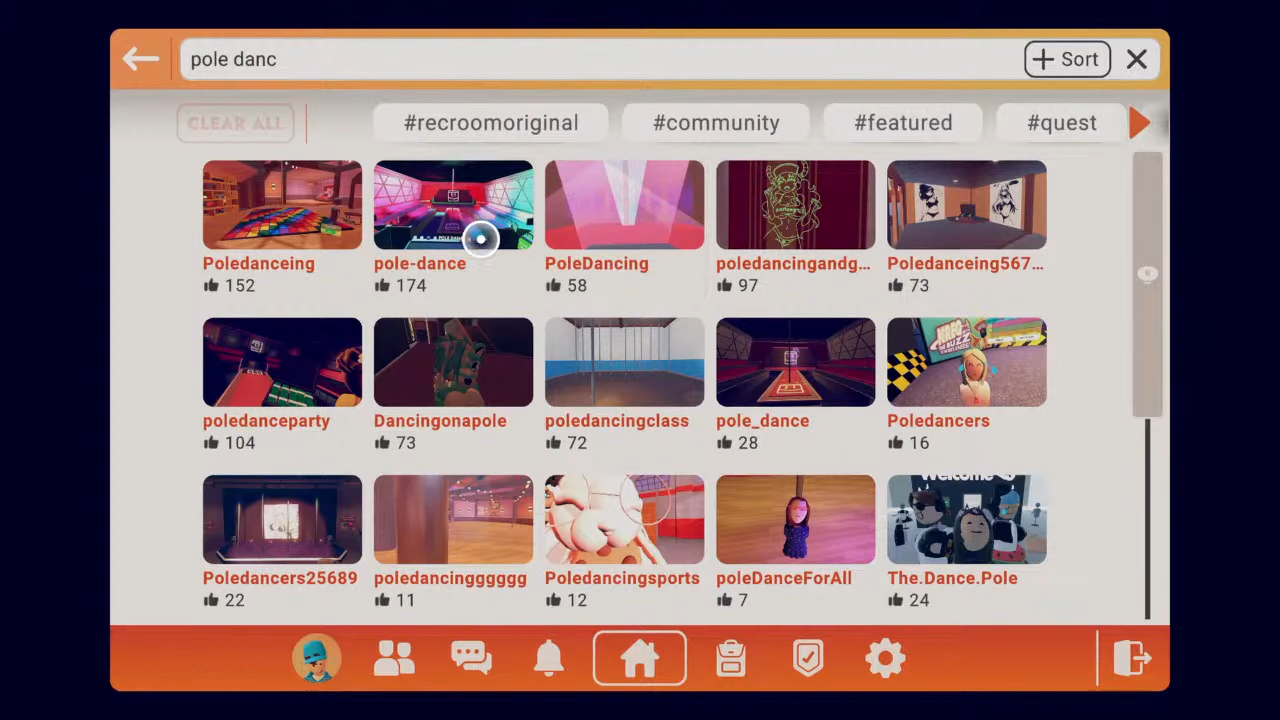 pole danc
Sort
CLEAR ALL
#recroomoriginal
#community
#featured
#quest
Poledanceing
pole-dance
PoleDancing
poledancingandg...
Poledanceing567...
152
174
58
97
73
poledanceparty
Dancingonapole
poledancingclass
pole_dance
Poledancers
104
73
72
28
16
Poledancers25689
poledancingggggg
Poledancingsports
poleDanceForAll
The.Dance.Pole
22
11
12
7
24